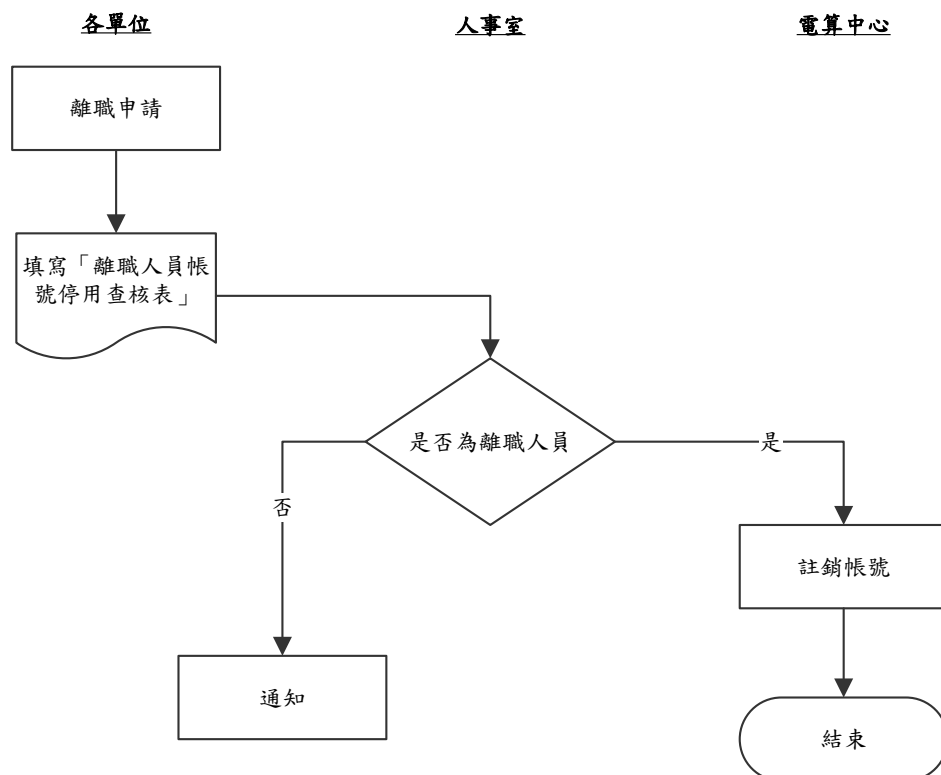 各單位
人事室
電算中心
離職申請
填寫「離職人員帳
號停用查核表」
是否為離職人員
是
否
註銷帳號
通知
結束